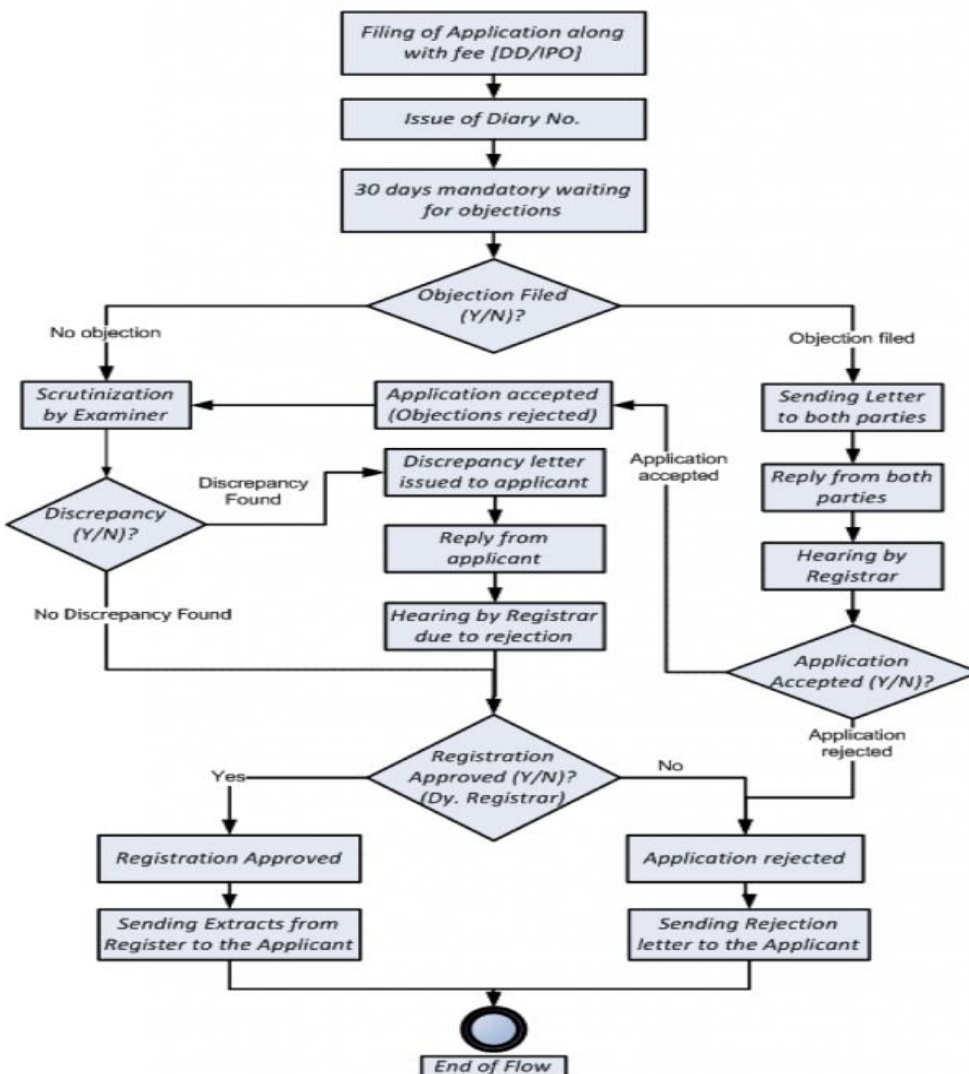 Filing of Application along
with fee [DD/IPO]
Issue of Diary No.
30 days mandatory waiting
for objections
Objection Filed
(Y/N)?
No objection
Objection filed
Scrutinization
by Examiner
Application accepted
(Objections rejected)
Sending Letter
to both parties
Discrepancy
Found
Discrepancy letter
issued to applicant
Application
accepted
Reply from both
parties
Discrepancy
(Y/N)?
Reply from
applicant
Hearing by
Registrar
No Discrepancy Found
Hearing by Registrar
due to rejection
Application
Accepted (Y/N)?
Application
rejected
Registration
Approved (Y/N)?
(Dy. Registrar)
Yes
No
Registration Approved
Application rejected
Sending Extracts from
Register to the Applicant
Sending Rejection
letter to the Applicant
End of Flow